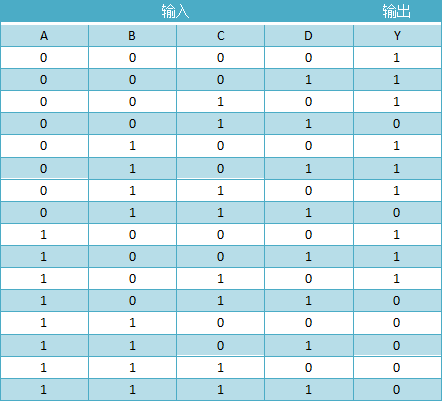 输入 输出
A B C D Y
0 0 0 0 1
0 0 0 1 1
0 0 1 0 1
0 0 1 1 0
0 1 0 0 1
0 1 0 1 1
0 1 1 0 1
0 1 1 1 0
1 0 0 0 1
1 0 0 1 1
1 0 1 0 1
1 0 1 1 0
1 1 0 0 0
1 1 0 1 0
1 1 1 0 0
1 1 1 1 0